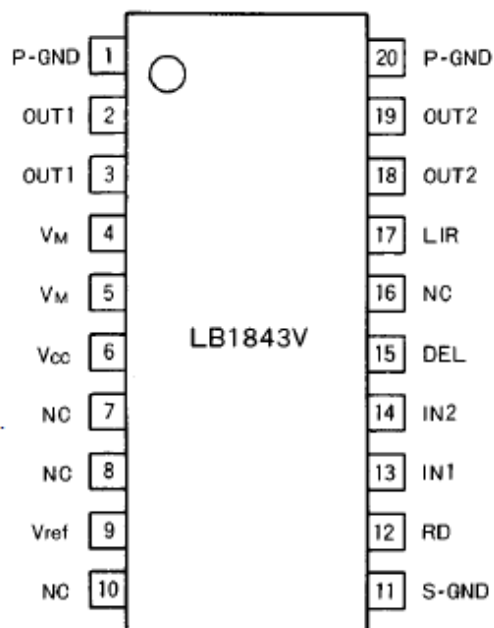 P-GND 1 20 P-GND
OUT1 2 19 OUT2
OUT1 3 18 OUT2
VM 4 17 LIR
VM 5 16 NC
LB1843V
Vcc 6 15 DEL
NC 7 14 IN2
NC 8 13 IN1
Vref 9 12 RD
NC 10 11 S-GND